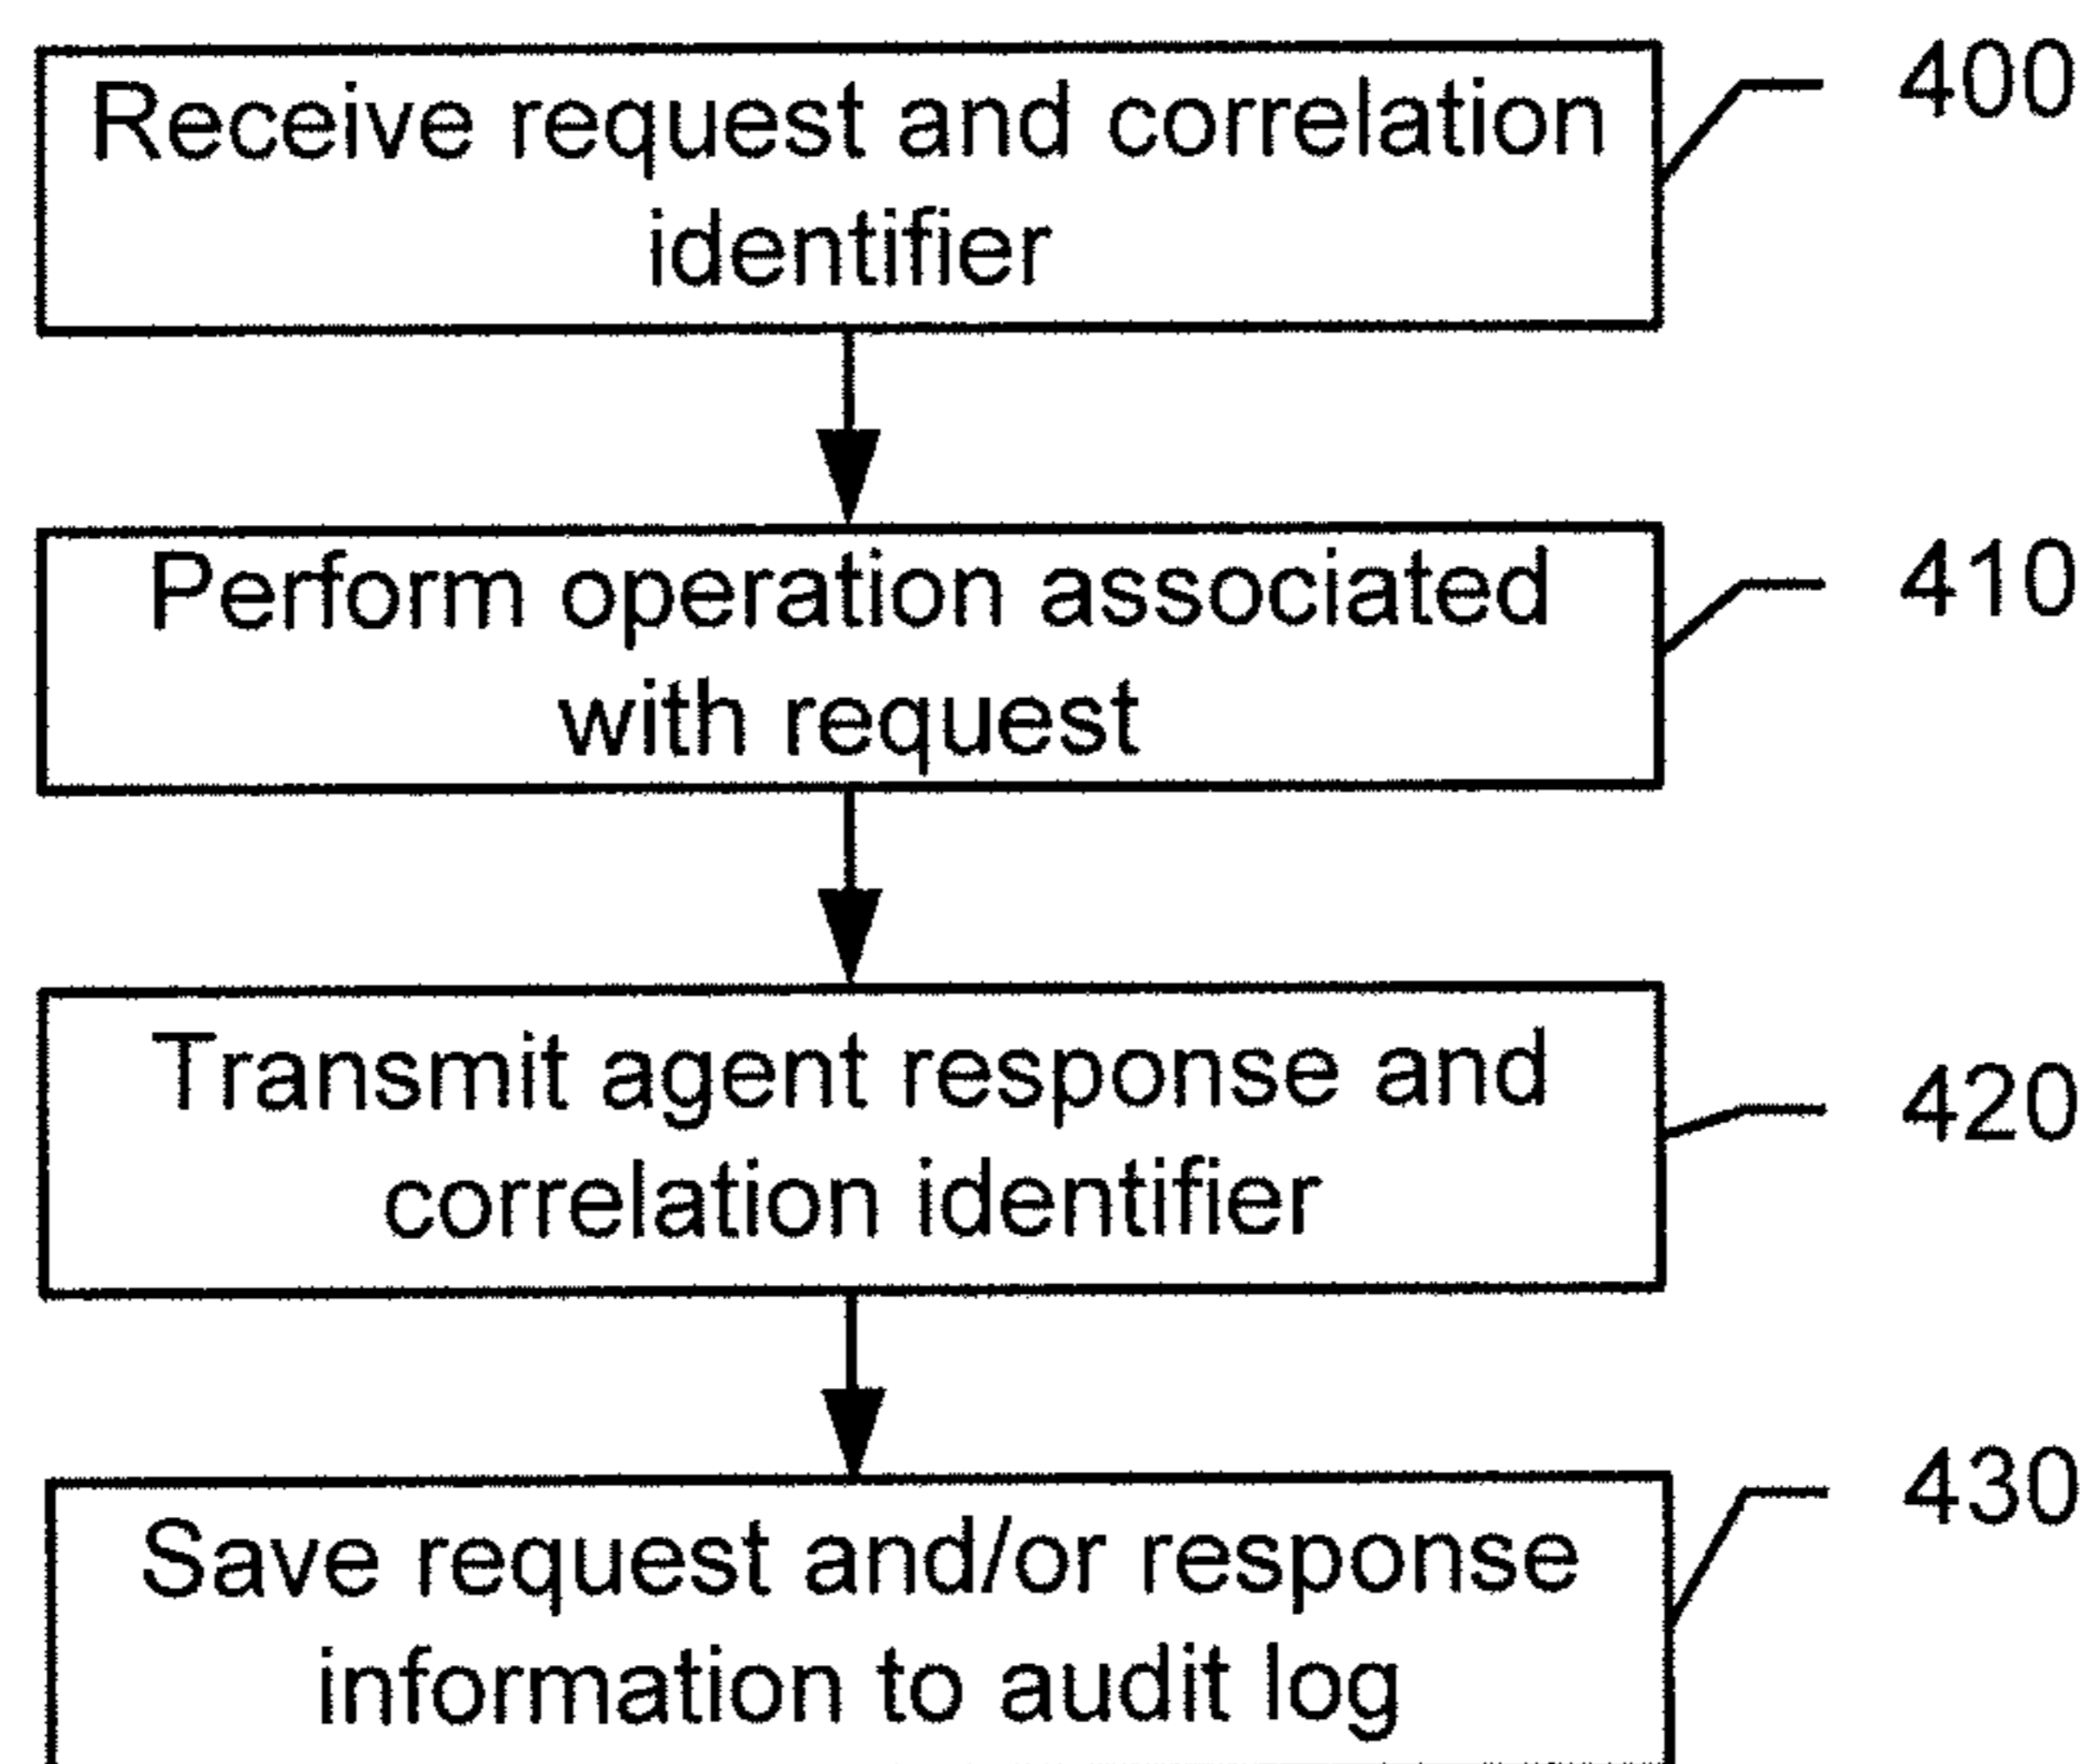 Receive request and correlation
identifier
400
Perform operation associated
with request
410
Transmit agent response and
correlation identifier
420
Save request and/or response
information to audit log
430